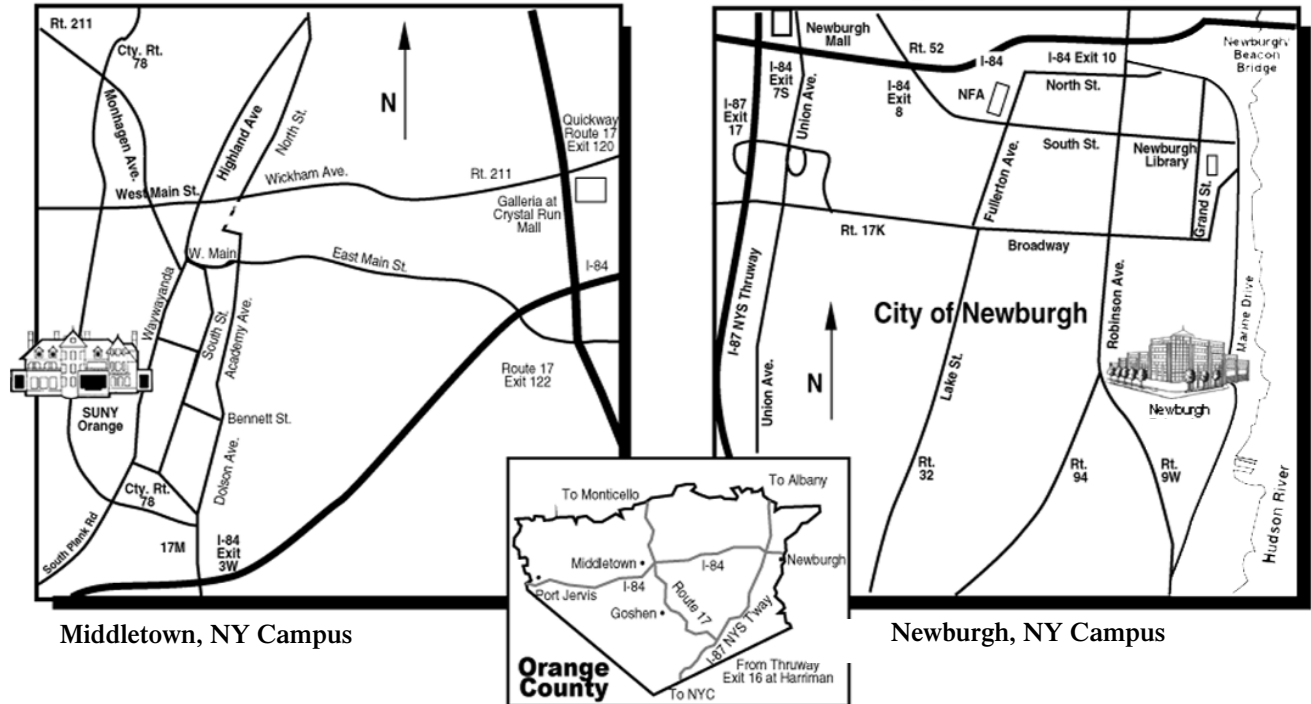 Rt. 211
Cty. Rt.
78
Monhagen Ave.
Highland Ave
North St.
N
Quickway
Route 17
Exit 120
West Main St.
Wickham Ave.
Rt. 211
Galleria at
Crystal Run
Mall
W. Main
East Main St.
I-84
Waywayanda
South St.
Academy Ave.
Route 17
Exit 122
SUNY
Orange
Bennett St.
Dolson Ave.
Cty. Rt.
78
South Plank Rd
17M
I-84
Exit
3W
Middletown, NY Campus
Newburgh
Mall
Rt. 52
I-84
I-84 Exit 10
Newburgh/
Beacon
Bridge
I-84
Exit
7S
Union Ave.
I-87
Exit
17
I-84
Exit
8
NFA
North St.
South St.
Newburgh
Library
Fullerton Ave.
Grand St.
Rt. 17K
Broadway
I-87 NYS Thruway
City of Newburgh
Robinson Ave.
Marine Drive
N
Union Ave.
Lake St.
Newburgh
Rt.
32
Rt.
94
Rt.
9W
Hudson River
Newburgh, NY Campus
To Monticello
To Albany
Middletown
I-84
Newburgh
I-84
Port Jervis
Goshen
Route 17
I-87 NYS Tway
Orange
County
From Thruway
Exit 16 at Harriman
To NYC